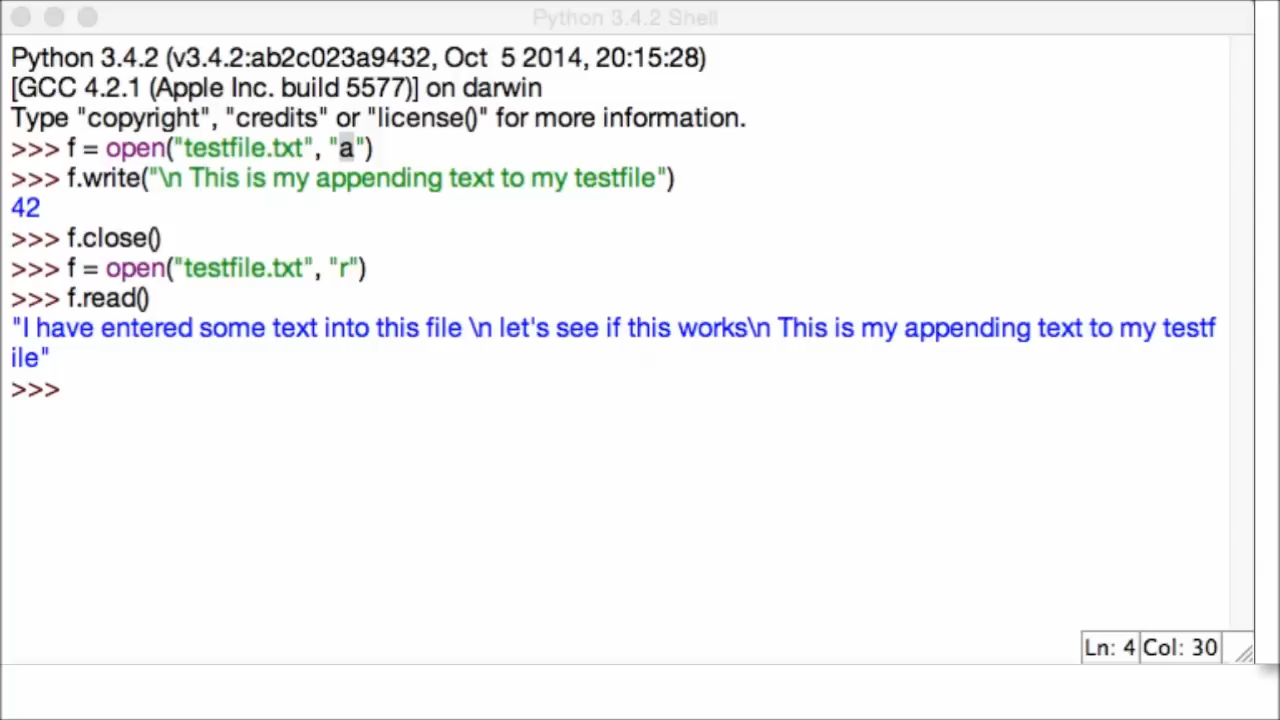 Python 3.4.2 Shell
Python 3.4.2 (v3.4.2:ab2c023a9432, Oct  5 2014, 20:15:28)
[GCC 4.2.1 (Apple Inc. build 5577)] on darwin
Type "copyright", "credits" or "license()" for more information.
>>> f = open("testfile.txt", "a")
>>> f.write("\n This is my appending text to my testfile")
42
>>> f.close()
>>> f = open("testfile.txt", "r")
>>> f.read()
"I have entered some text into this file \n let's see if this works\n This is my appending text to my testf
ile"
>>>
Ln: 4 Col: 30